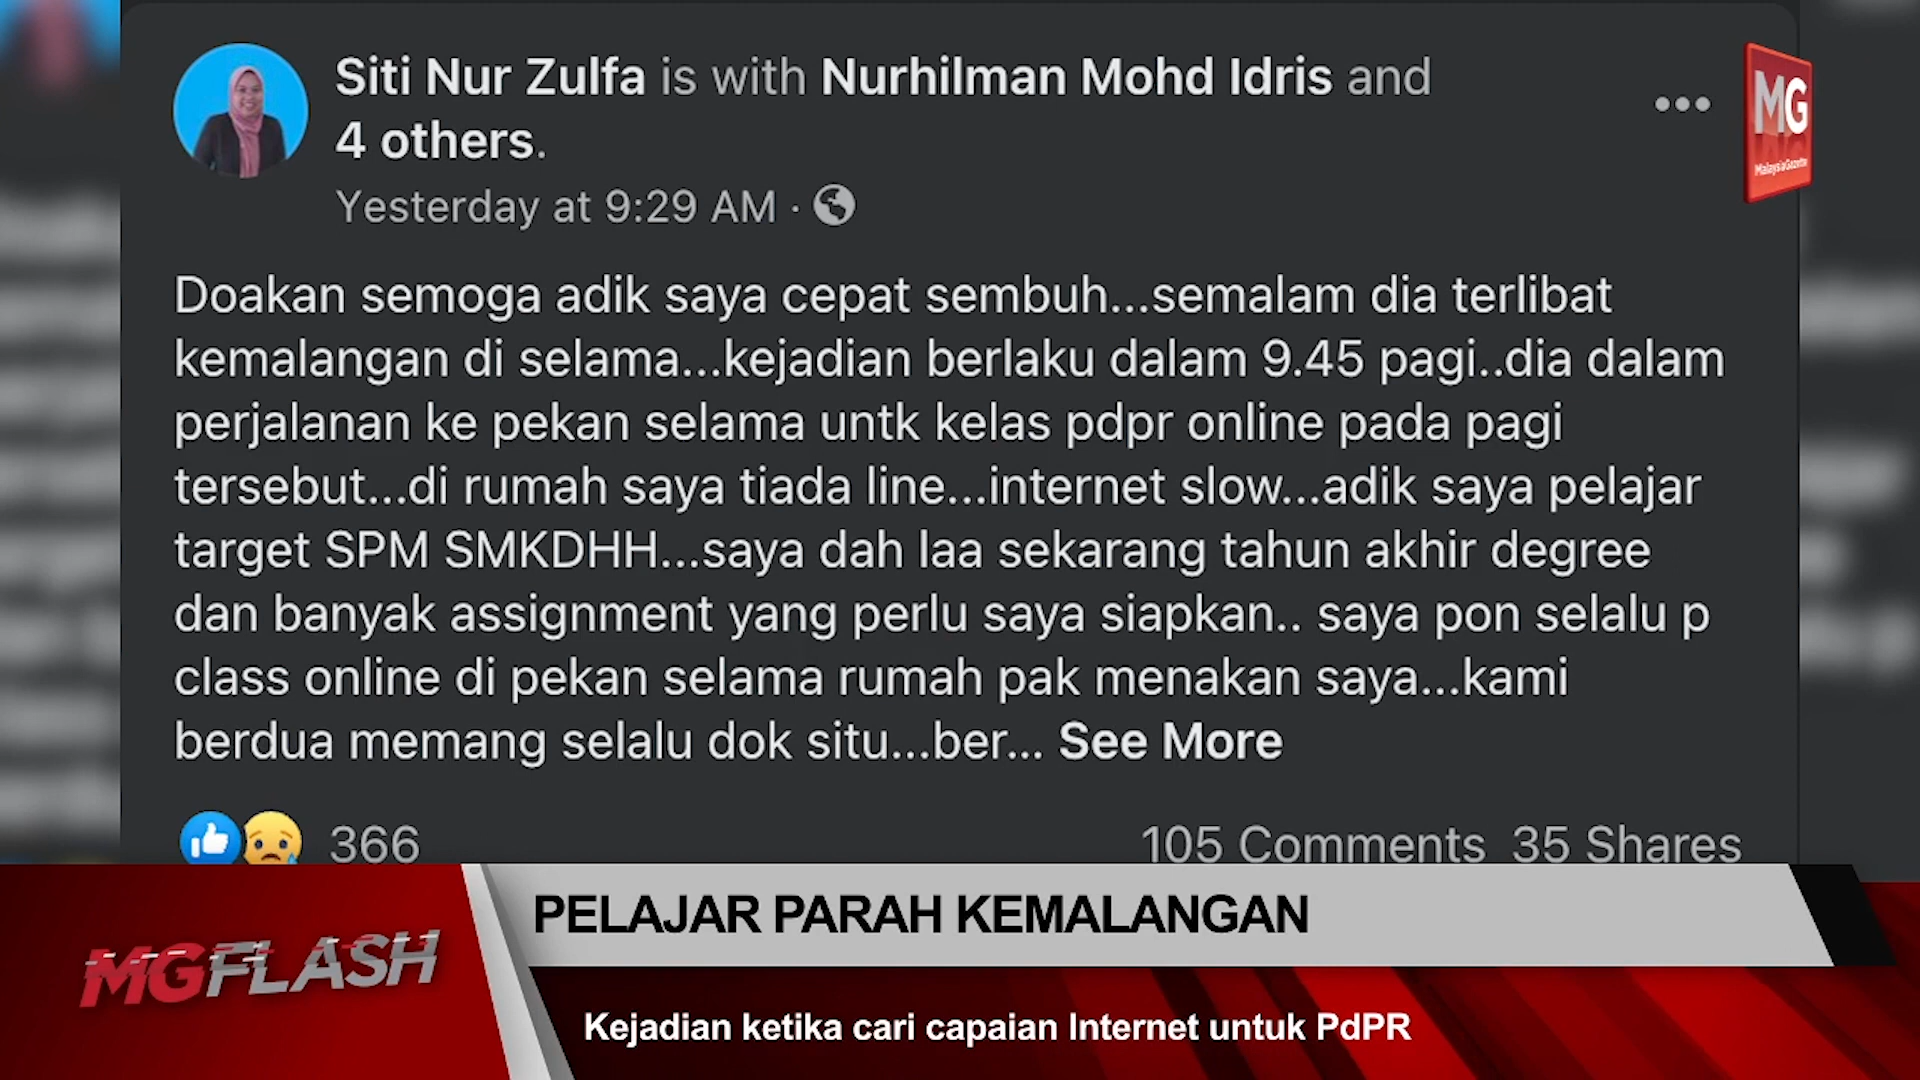 Siti Nur Zulfa is with Nurhilman Mohd Idris and
4 others.
Yesterday at 9:29 AM ·
MG
MalaysiaGazette
Doakan semoga adik saya cepat sembuh...semalam dia terlibat
kemalangan di selama...kejadian berlaku dalam 9.45 pagi..dia dalam
perjalanan ke pekan selama untk kelas pdpr online pada pagi
tersebut...di rumah saya tiada line...internet slow...adik saya pelajar
target SPM SMKDHH...saya dah laa sekarang tahun akhir degree
dan banyak assignment yang perlu saya siapkan.. saya pon selalu p
class online di pekan selama rumah pak menakan saya...kami
berdua memang selalu dok situ...ber... See More
366
105 Comments 35 Shares
PELAJAR PARAH KEMALANGAN
MGFLASH
Kejadian ketika cari capaian Internet untuk PdPR